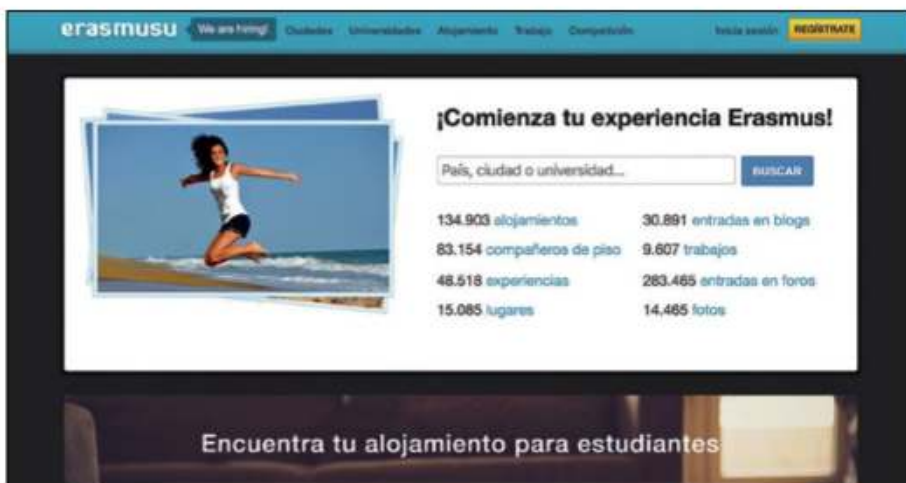 erasmusu We are hiring! Ciudades Universidades Alojamiento Trabajo Competición Inicia sesión REGÍSTRATE
¡Comienza tu experiencia Erasmus!
País, ciudad o universidad... BUSCAR
134.903 alojamientos 30.891 entradas en blogs
83.154 compañeros de piso 9.607 trabajos
48.518 experiencias 283.465 entradas en foros
15.085 lugares 14.465 fotos
Encuentra tu alojamiento para estudiantes